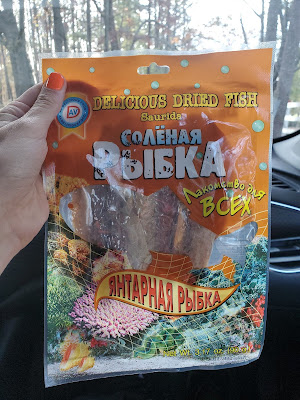 DELICIOUS DRIED FISH
Saurida
СОЛЁНАЯ
РЫБКА
Лакомство для
ВСЕХ
ЯНТАРНАЯ РЫБКА